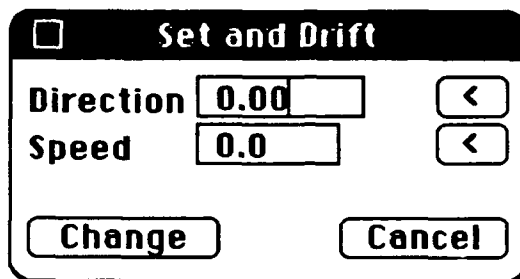 Set and Drift
Direction 0.00 <
Speed 0.0 <
Change Cancel